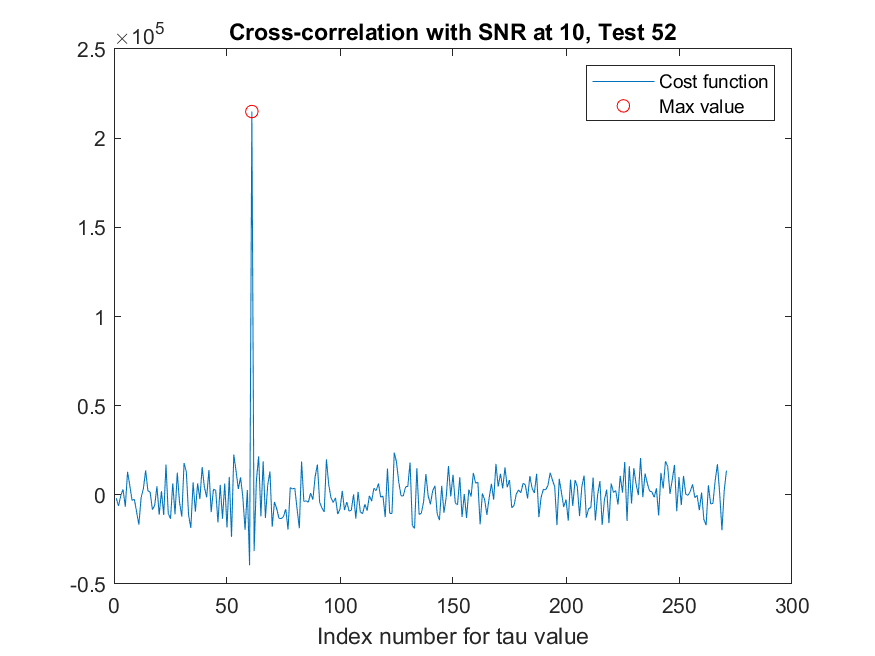 Cross-correlation with SNR at 10, Test 52
×10^5
2.5
2
1.5
1
0.5
0
-0.5
0 50 100 150 200 250 300
Index number for tau value
Cost function
Max value